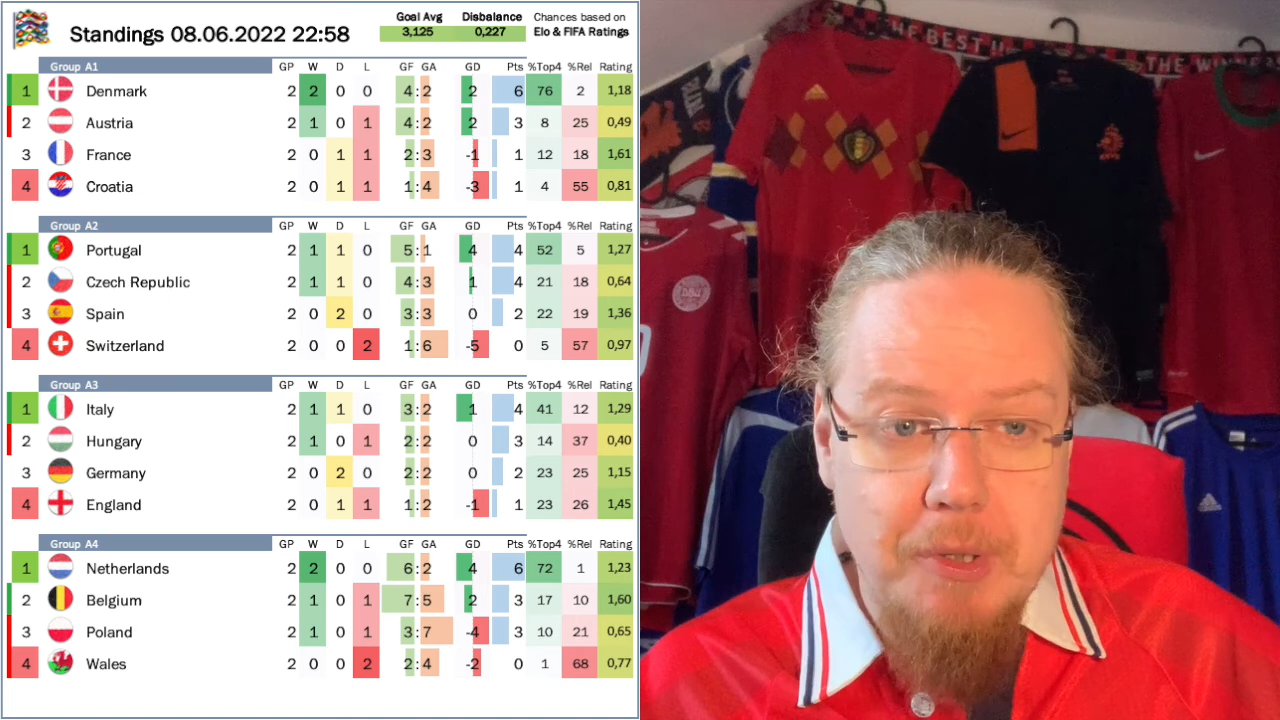 Standings 08.06.2022 22:58
Goal Avg Disbalance Chances based on
3,125 0,227 Elo & FIFA Ratings
Group A1 GP W D L GF GA GD Pts %Top4 %Rel Rating
1 Denmark 2 2 0 0 4:2 2 6 76 2 1,18
2 Austria 2 1 0 1 4:2 2 3 8 25 0,49
3 France 2 0 1 1 2:3 -1 1 12 18 1,61
4 Croatia 2 0 1 1 1:4 -3 1 4 55 0,81
Group A2 GP W D L GF GA GD Pts %Top4 %Rel Rating
1 Portugal 2 1 1 0 5:1 4 4 52 5 1,27
2 Czech Republic 2 1 1 0 4:3 1 4 21 18 0,64
3 Spain 2 0 2 0 3:3 0 2 22 19 1,36
4 Switzerland 2 0 0 2 1:6 -5 0 5 57 0,97
Group A3 GP W D L GF GA GD Pts %Top4 %Rel Rating
1 Italy 2 1 1 0 3:2 1 4 41 12 1,29
2 Hungary 2 1 0 1 2:2 0 3 14 37 0,40
3 Germany 2 0 2 0 2:2 0 2 23 25 1,15
4 England 2 0 1 1 1:2 -1 1 23 26 1,45
Group A4 GP W D L GF GA GD Pts %Top4 %Rel Rating
1 Netherlands 2 2 0 0 6:2 4 6 72 1 1,23
2 Belgium 2 1 0 1 7:5 2 3 17 10 1,60
3 Poland 2 1 0 1 3:7 -4 3 10 21 0,65
4 Wales 2 0 0 2 2:4 -2 0 1 68 0,77
THE BEST
THE WINNER